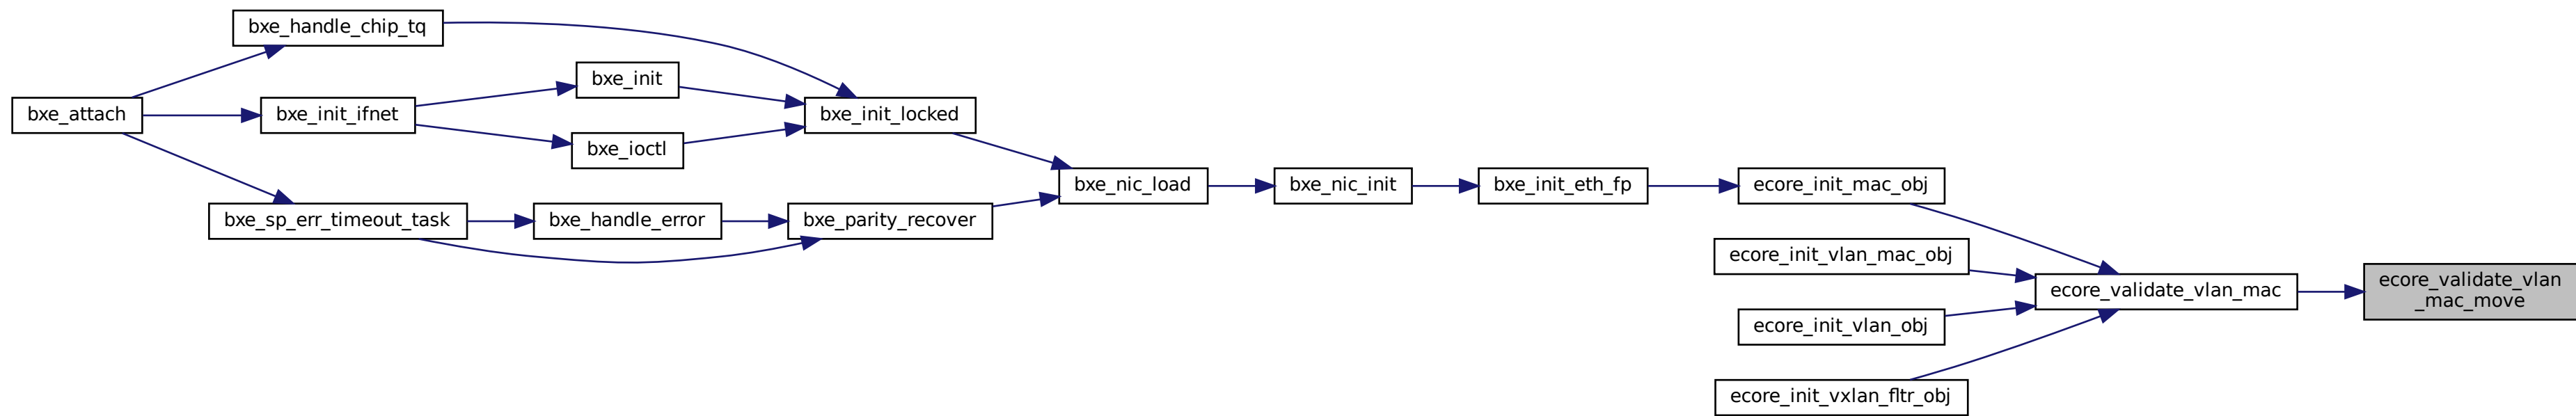 bxe_handle_chip_tq
bxe_init
bxe_attach
bxe_init_ifnet
bxe_init_locked
bxe_ioctl
bxe_nic_load
bxe_nic_init
bxe_init_eth_fp
ecore_init_mac_obj
bxe_sp_err_timeout_task
bxe_handle_error
bxe_parity_recover
ecore_init_vlan_mac_obj
ecore_validate_vlan_mac
ecore_validate_vlan
_mac_move
ecore_init_vlan_obj
ecore_init_vxlan_fltr_obj